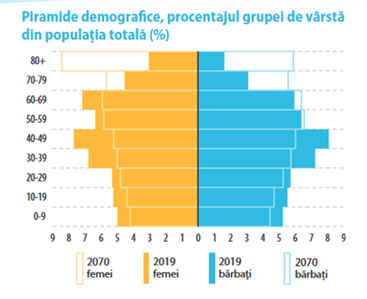 Piramide demografice, procentajul grupei de vârstă
din populația totală (%)
80+
70-79
60-69
50-59
40-49
30-39
20-29
10-19
0-9
9 8 7 6 5 4 3 2 1 0 1 2 3 4 5 6 7 8 9
2070 femei
2019 femei
2019 bărbați
2070 bărbați